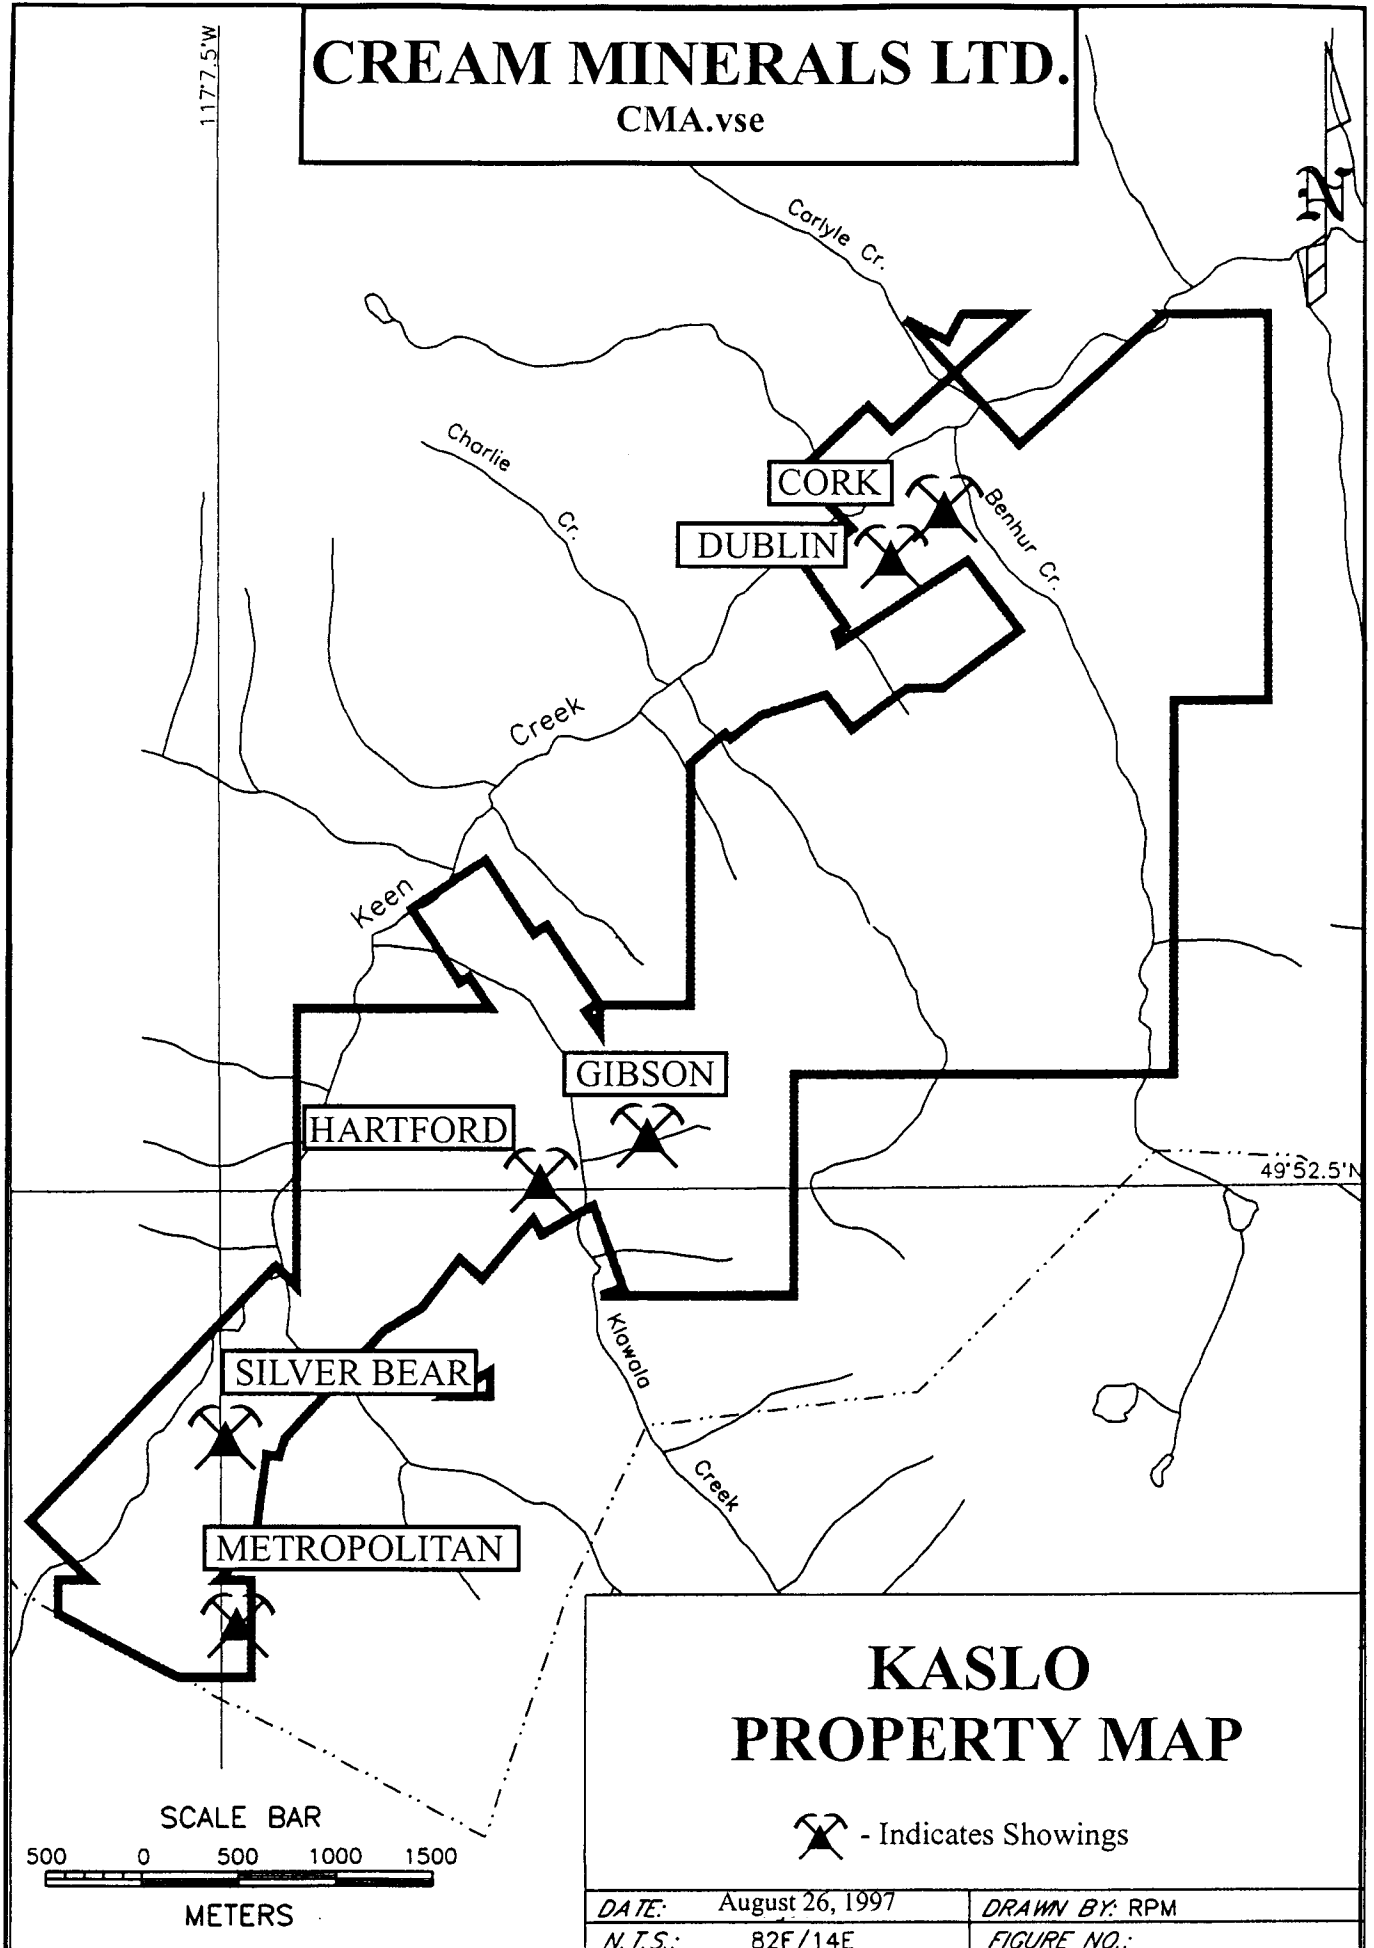 CREAM MINERALS LTD.
CMA.vse
117°7.5'W
N
Carlyle Cr.
Charlie Cr.
CORK
DUBLIN
Benhur Cr.
Keen Creek
GIBSON
HARTFORD
49°52.5'N
Klawala Creek
SILVER BEAR
METROPOLITAN
KASLO
PROPERTY MAP
- Indicates Showings
SCALE BAR
500 0 500 1000 1500
METERS
DATE: August 26, 1997
DRAWN BY: RPM
N.T.S.: 82F/14E
FIGURE NO.: